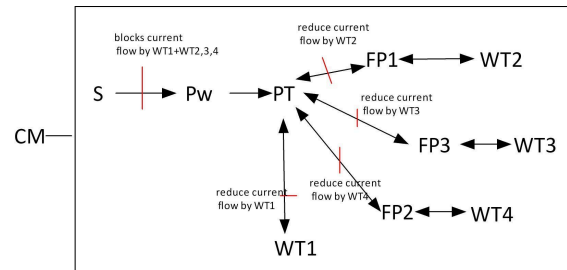 blocks current
flow by WT1+WT2,3,4
reduce current
flow by WT2
FP1
WT2
S
Pw
PT
reduce current
flow by WT3
CM
FP3
WT3
reduce current
flow by WT1
reduce current
flow by WT4
FP2
WT4
WT1